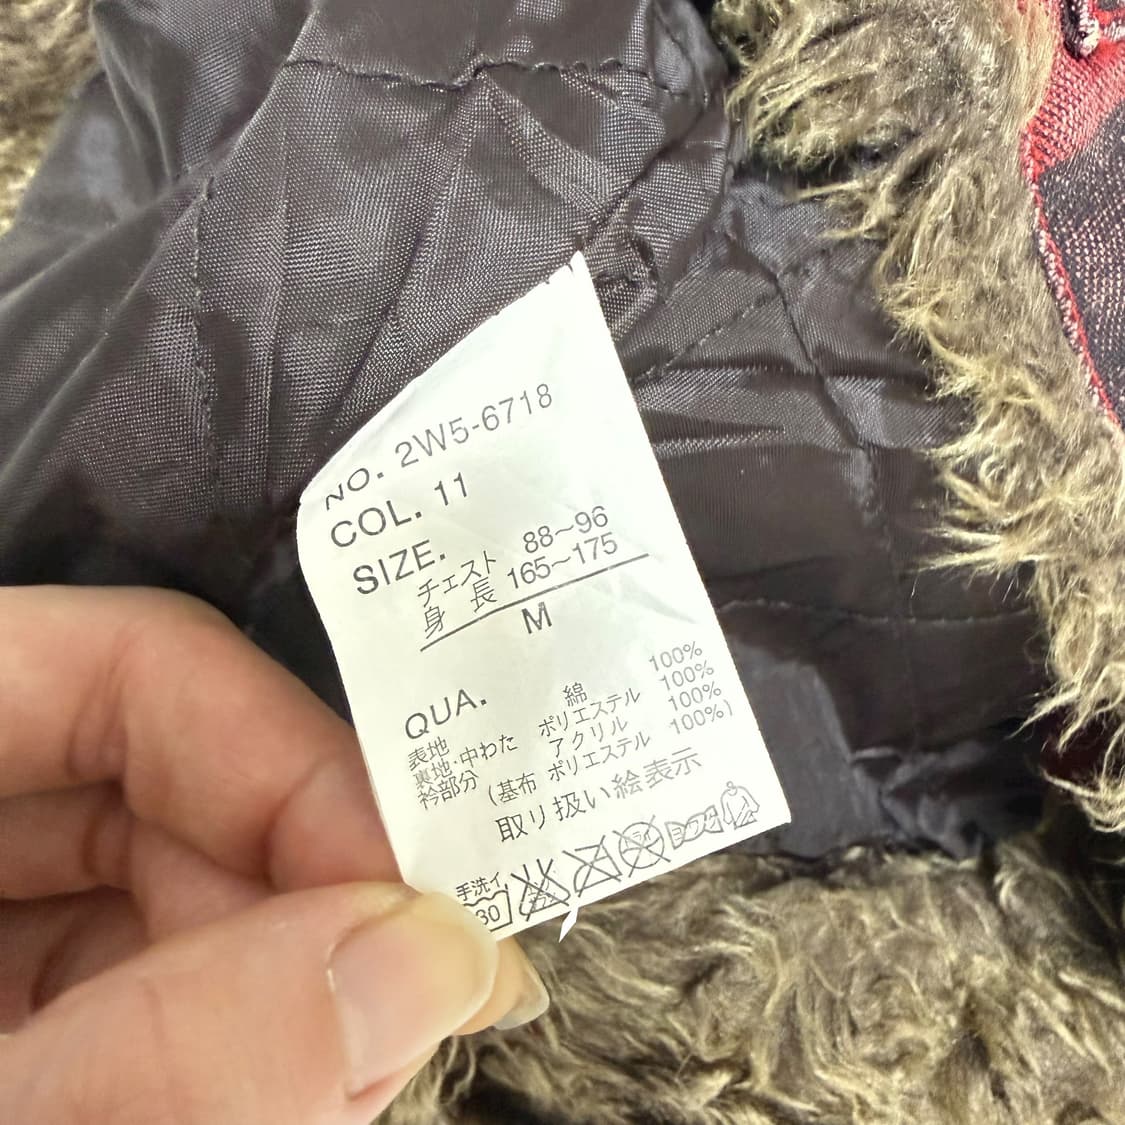 NO. 2W5-6718
COL. 11
SIZE.
チェスト 88~96
身 長 165~175
M
QUA.
表地 綿 100%
裏地・中わた ポリエステル 100%
衿部分 アクリル 100%
(基布 ポリエステル 100%)
取り扱い絵表示
手洗イ
30